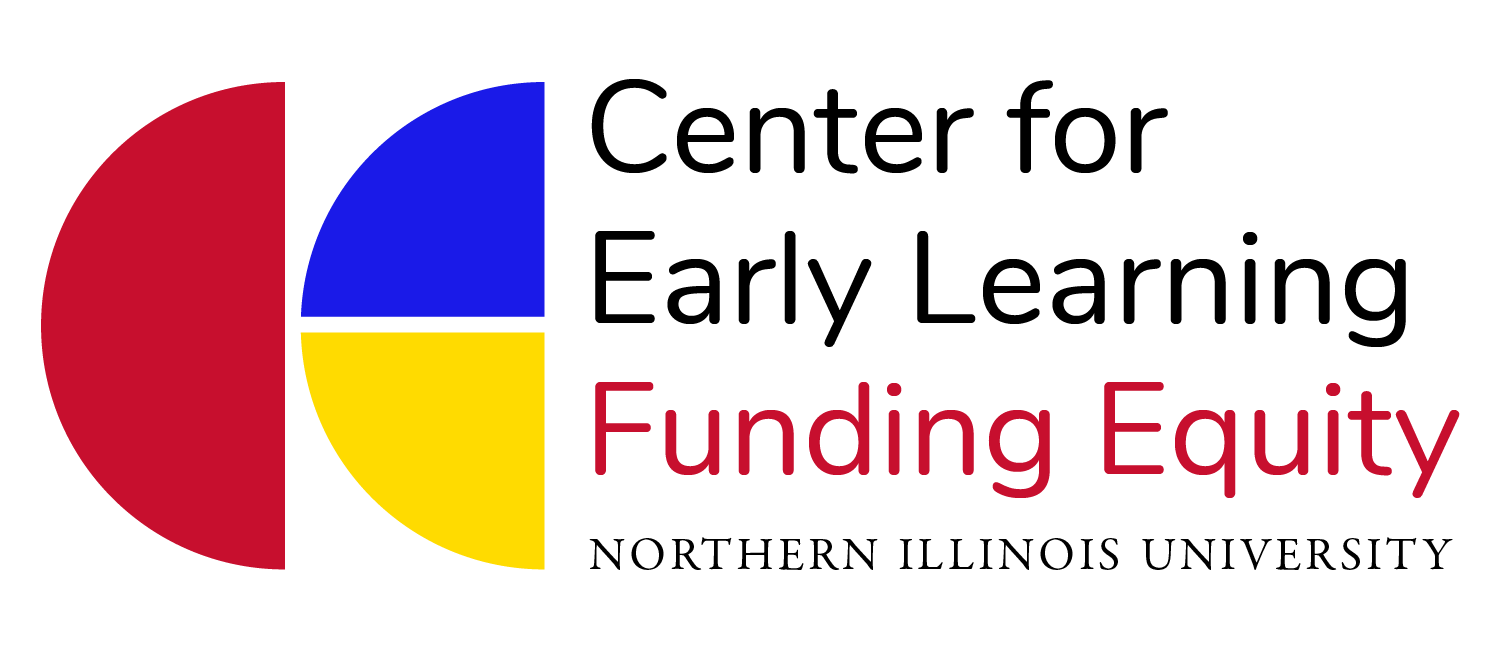 Center for
Early Learning
Funding Equity
NORTHERN ILLINOIS UNIVERSITY